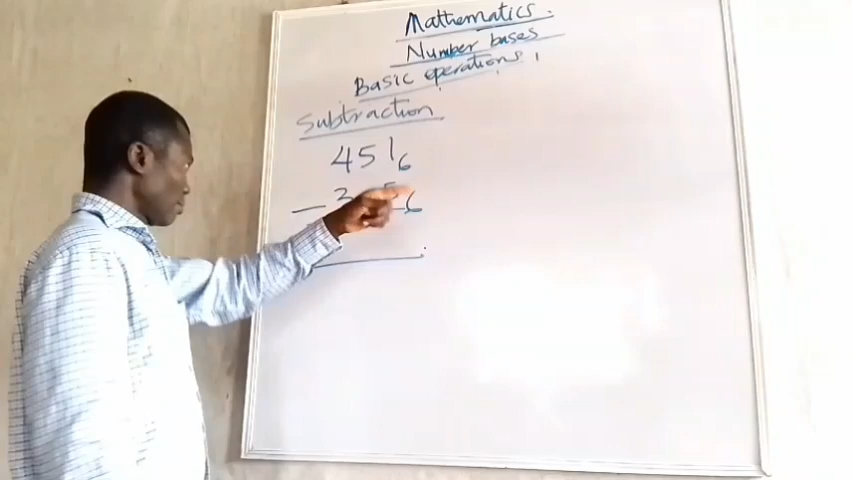 Mathematics.
Number bases
Basic operations,
Subtraction
451₆